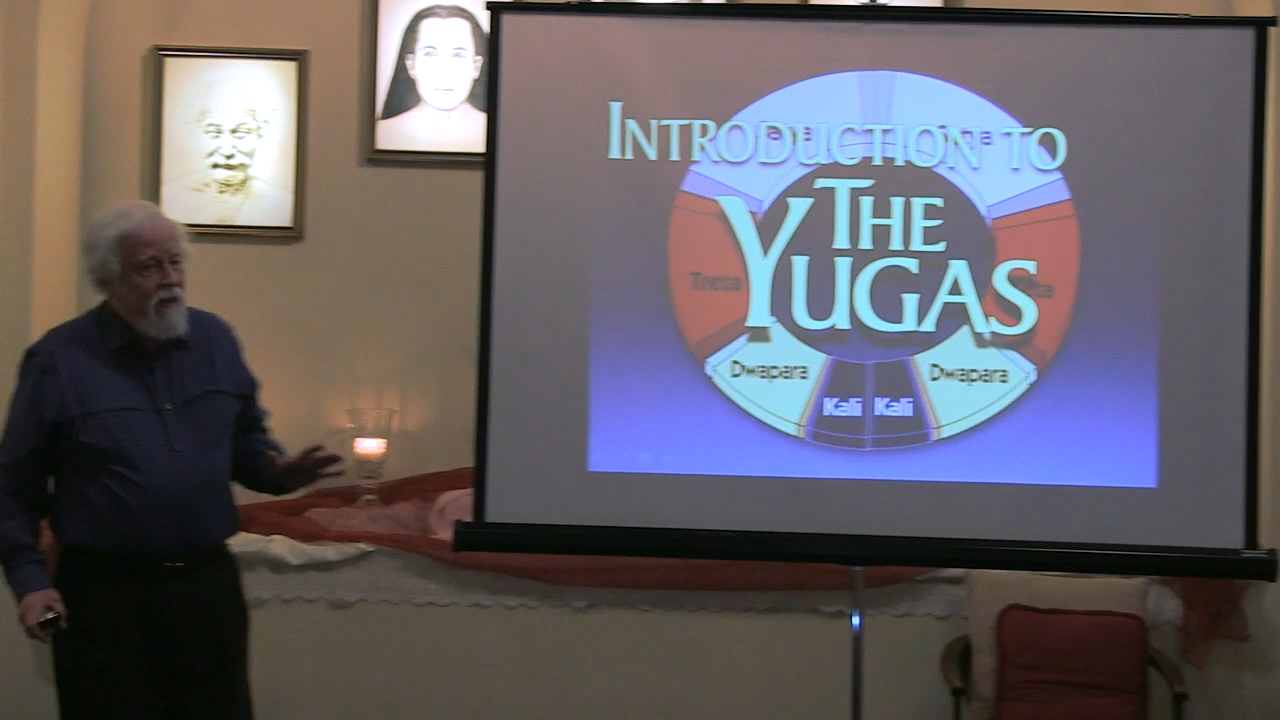 INTRODUCTION TO
THE
YUGAS
Treta
Dwapara
Dwapara
Kali
Kali